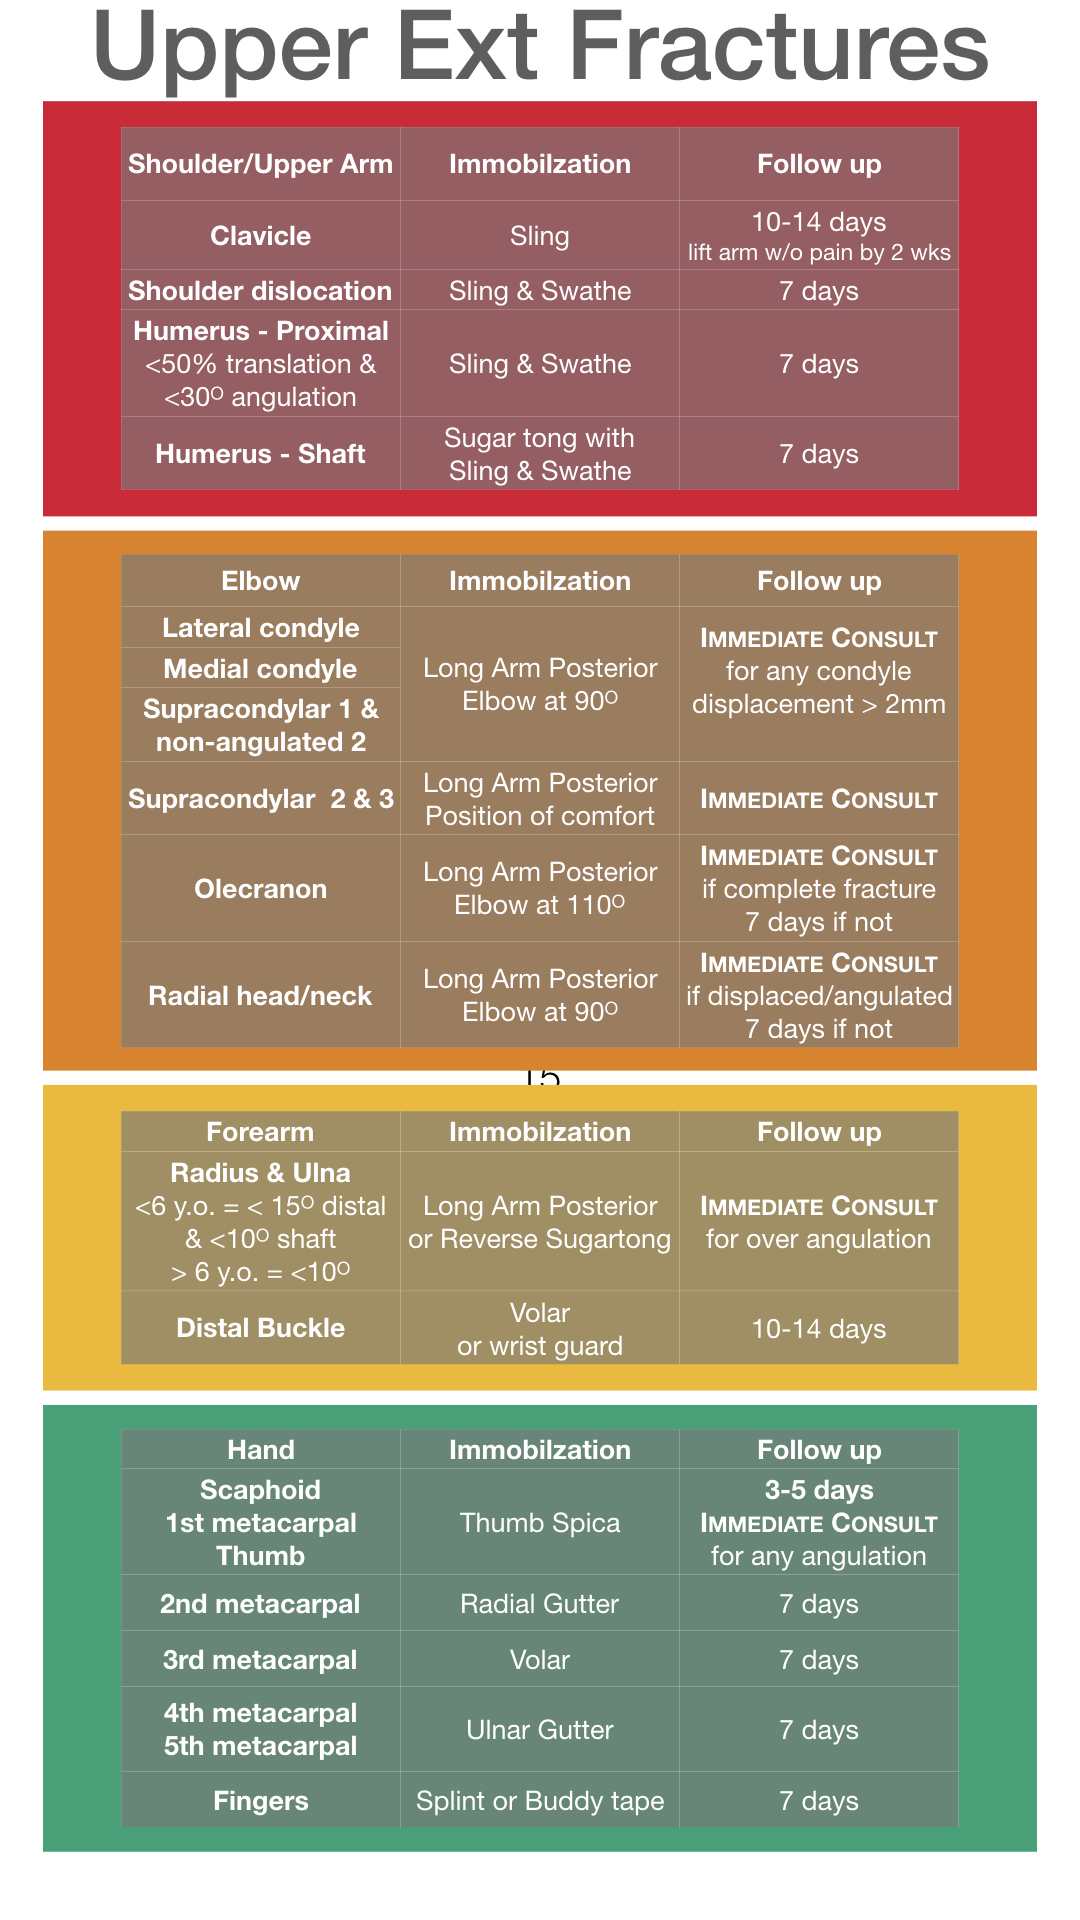 Upper Ext Fractures
Shoulder/Upper Arm Immobilzation Follow up
Clavicle Sling 10-14 days
lift arm w/o pain by 2 wks
Shoulder dislocation Sling & Swathe 7 days
Humerus - Proximal
<50% translation &
<30º angulation
Sling & Swathe 7 days
Humerus - Shaft
Sugar tong with
Sling & Swathe
7 days
Elbow Immobilzation Follow up
Lateral condyle
Medial condyle
Supracondylar 1 &
non-angulated 2
Long Arm Posterior
Elbow at 90º
IMMEDIATE CONSULT
for any condyle
displacement > 2mm
Supracondylar 2 & 3
Long Arm Posterior
Position of comfort
IMMEDIATE CONSULT
Olecranon
Long Arm Posterior
Elbow at 110º
IMMEDIATE CONSULT
if complete fracture
7 days if not
Radial head/neck
Long Arm Posterior
Elbow at 90º
IMMEDIATE CONSULT
if displaced/angulated
7 days if not
15
Forearm Immobilzation Follow up
Radius & Ulna
<6 y.o. = < 15º distal
& <10º shaft
> 6 y.o. = <10º
Long Arm Posterior
or Reverse Sugartong
IMMEDIATE CONSULT
for over angulation
Distal Buckle
Volar
or wrist guard
10-14 days
Hand Immobilzation Follow up
Scaphoid
1st metacarpal
Thumb
Thumb Spica
3-5 days
IMMEDIATE CONSULT
for any angulation
2nd metacarpal Radial Gutter 7 days
3rd metacarpal Volar 7 days
4th metacarpal
5th metacarpal
Ulnar Gutter 7 days
Fingers Splint or Buddy tape 7 days